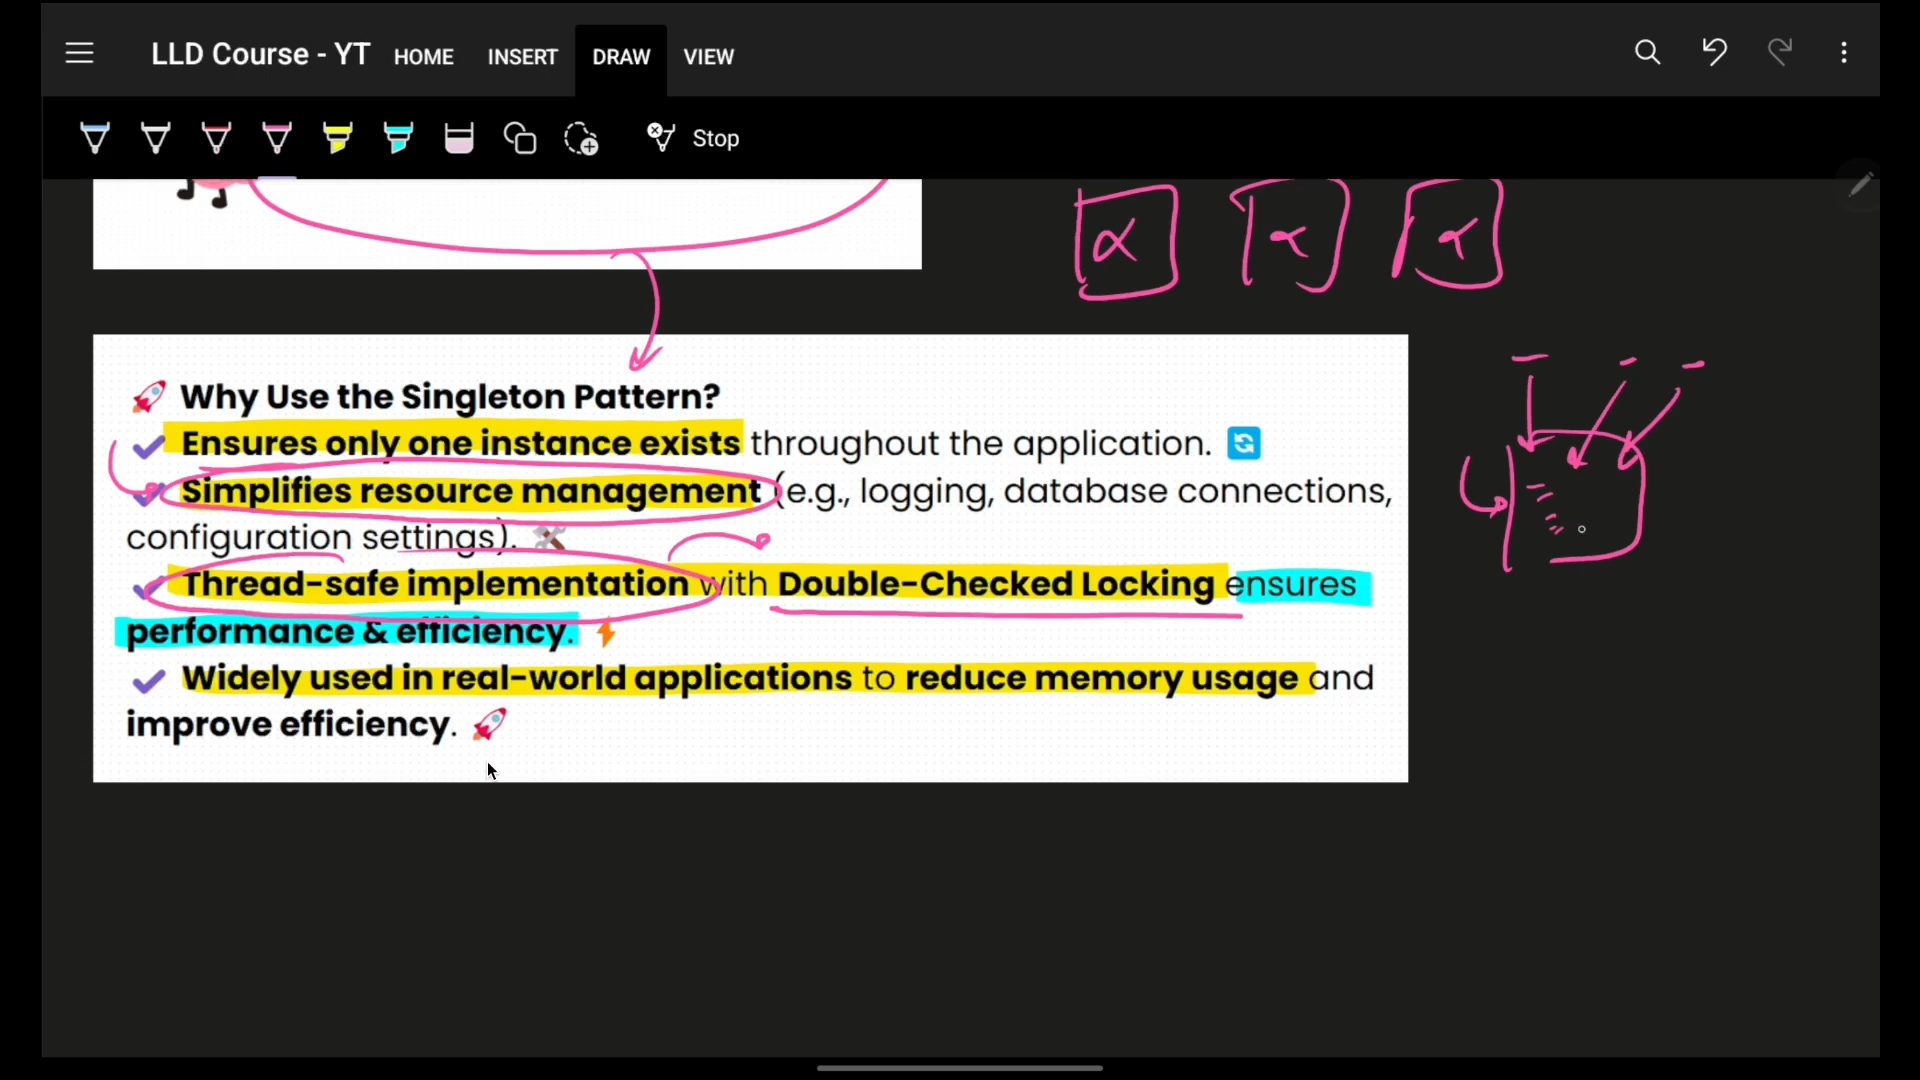 LLD Course - YT HOME INSERT DRAW VIEW
Stop
α α α
🚀 Why Use the Singleton Pattern?
✔ Ensures only one instance exists throughout the application. 🔄
✔ Simplifies resource management (e.g., logging, database connections,
configuration settings). 🛠
✔ Thread-safe implementation with Double-Checked Locking ensures
performance & efficiency. ⚡
✔ Widely used in real-world applications to reduce memory usage and
improve efficiency. 🚀